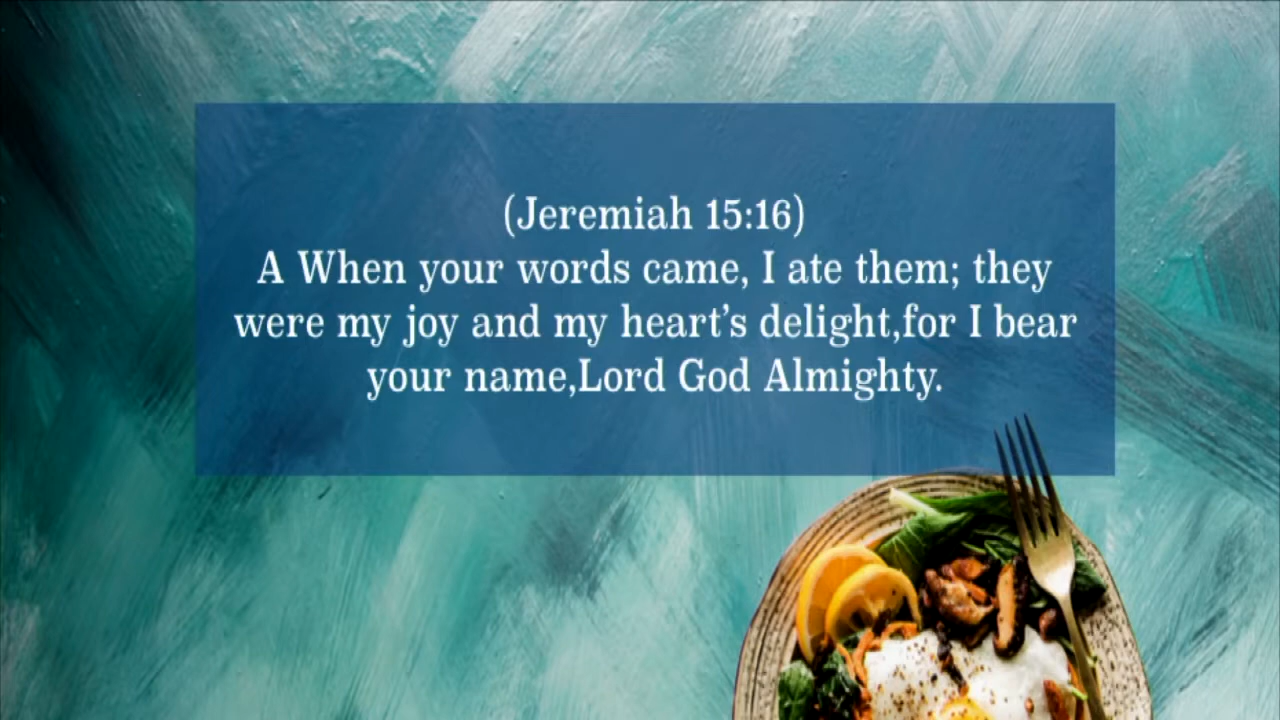 (Jeremiah 15:16)
A When your words came, I ate them; they
were my joy and my heart’s delight,for I bear
your name,Lord God Almighty.